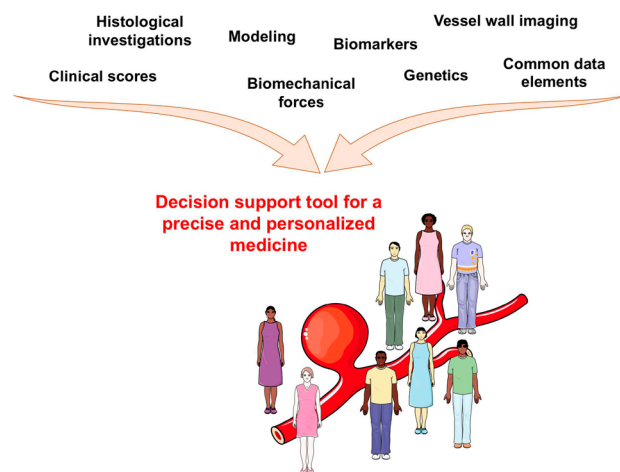 Histological
investigations
Modeling
Biomarkers
Vessel wall imaging
Clinical scores
Biomechanical
forces
Genetics
Common data
elements
Decision support tool for a
precise and personalized
medicine